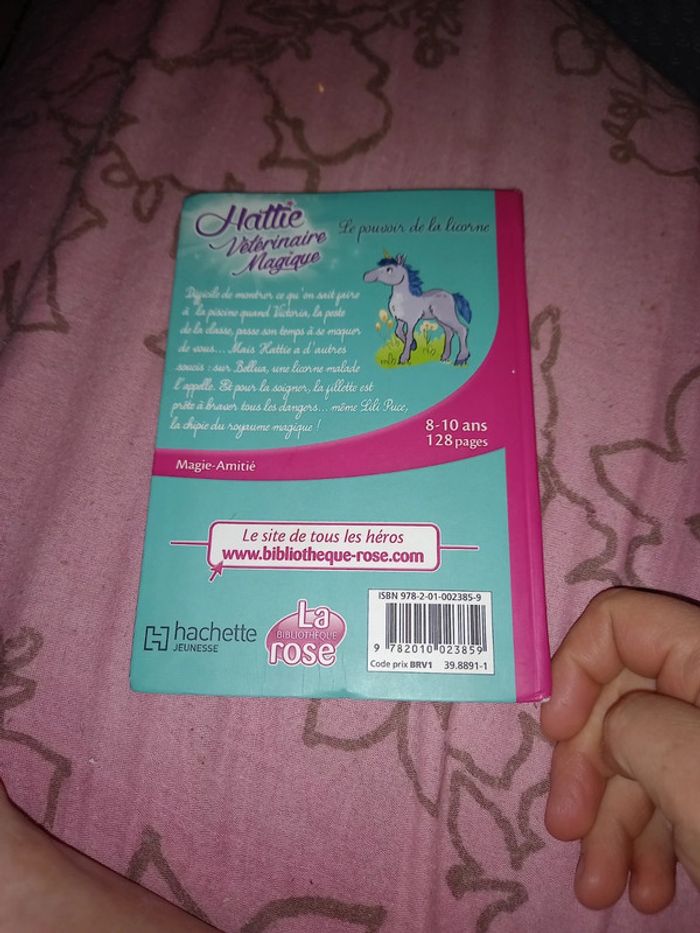 Hattie
Vétérinaire
Magique
Le pouvoir de la licorne
Difficile de montrer ce qu'on sait faire
à la piscine quand Victoria, la peste
de la classe, passe son temps à se moquer
de vous... Mais Hattie a d'autres
soucis : sur Bellua, une licorne malade
l'appelle. Et pour la soigner, la fillette est
prête à braver tous les dangers... même Lili Puce,
la chipie du royaume magique !
8-10 ans
128 pages
Magie-Amitié
Le site de tous les héros
www.bibliotheque-rose.com
hachette
JEUNESSE
La
BIBLIOTHÈQUE
rose
ISBN 978-2-01-002385-9
9 782010 023859
Code prix BRV1 39.8891-1